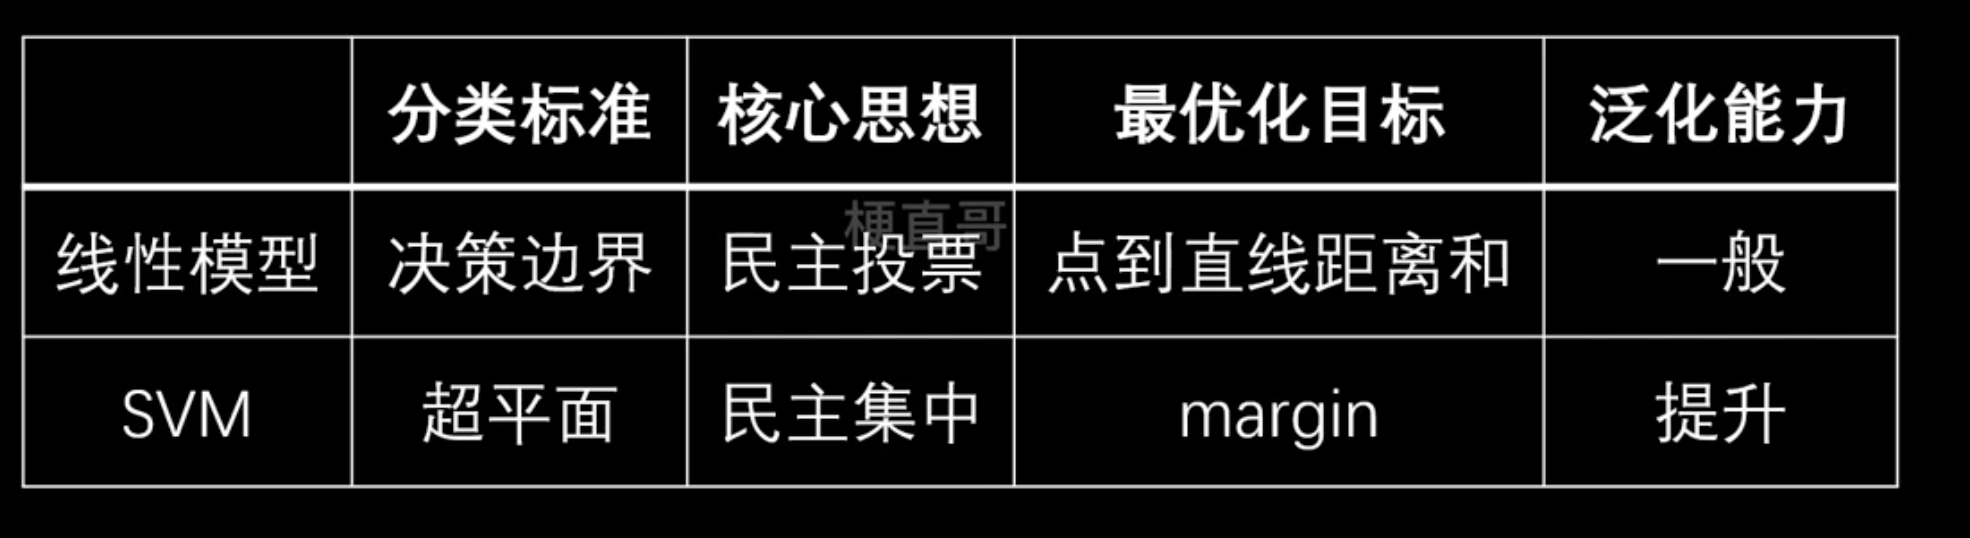 分类标准 核心思想 最优化目标 泛化能力
梗直哥
线性模型 决策边界 民主投票 点到直线距离和 一般
SVM 超平面 民主集中 margin 提升